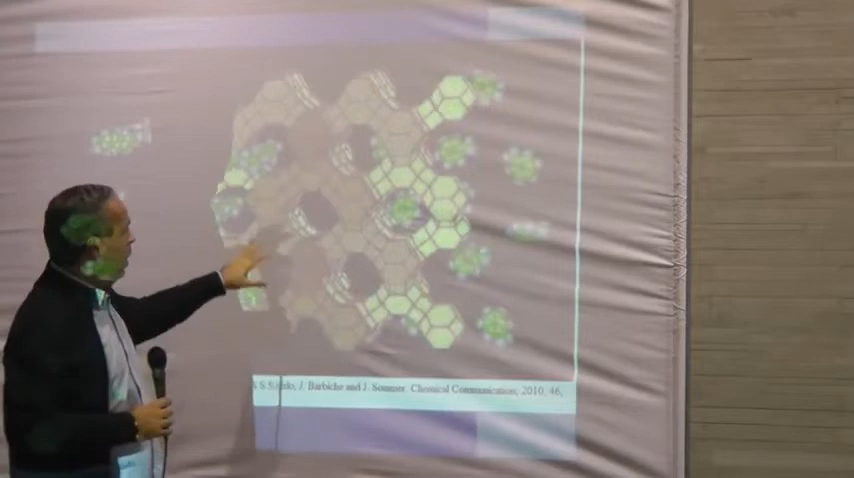 J. Barbiche and J. Sommer. Chemical Communication, 2010, 46,